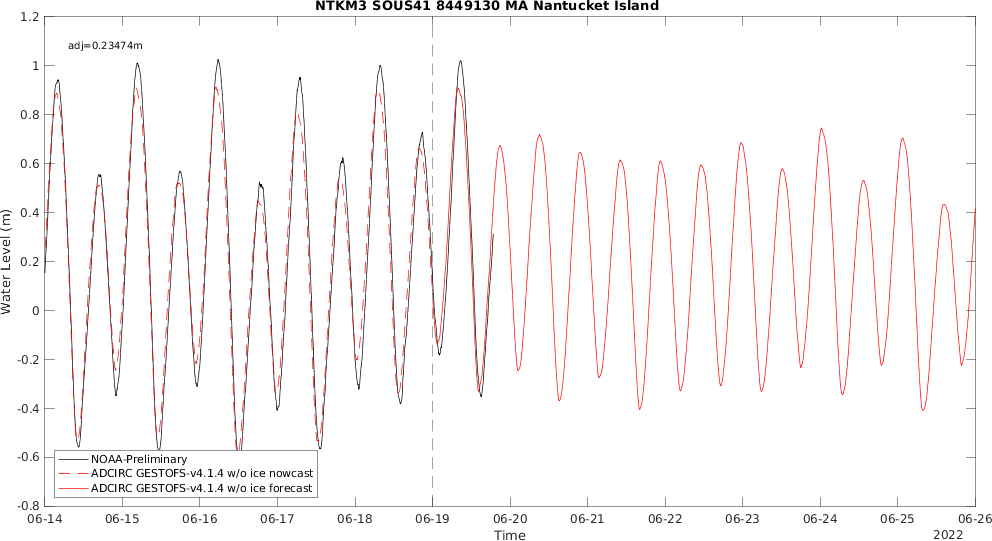 NTKM3 SOUS41 8449130 MA Nantucket Island
adj=0.23474m
1.2
1
0.8
0.6
0.4
0.2
0
-0.2
-0.4
-0.6
-0.8
Water Level (m)
NOAA-Preliminary
ADCIRC GESTOFS-v4.1.4 w/o ice nowcast
ADCIRC GESTOFS-v4.1.4 w/o ice forecast
06-14 06-15 06-16 06-17 06-18 06-19 06-20 06-21 06-22 06-23 06-24 06-25 06-26
Time
2022